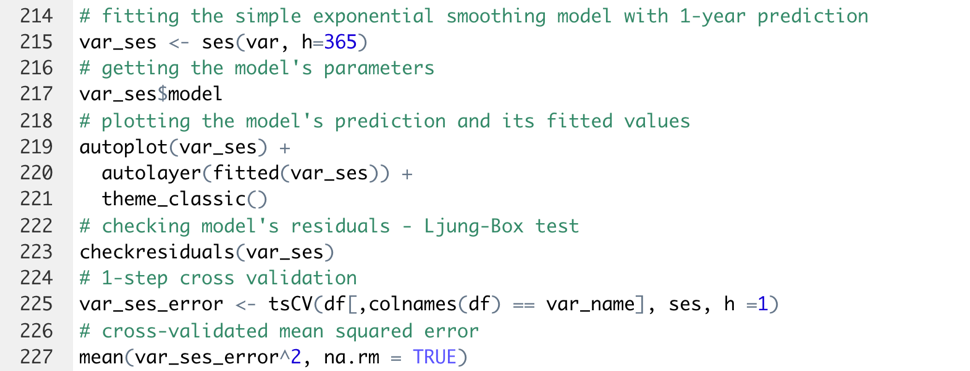 214 # fitting the simple exponential smoothing model with 1-year prediction
215 var_ses <- ses(var, h=365)
216 # getting the model's parameters
217 var_ses$model
218 # plotting the model's prediction and its fitted values
219 autoplot(var_ses) +
220   autolayer(fitted(var_ses)) +
221   theme_classic()
222 # checking model's residuals - Ljung-Box test
223 checkresiduals(var_ses)
224 # 1-step cross validation
225 var_ses_error <- tsCV(df[,colnames(df) == var_name], ses, h =1)
226 # cross-validated mean squared error
227 mean(var_ses_error^2, na.rm = TRUE)